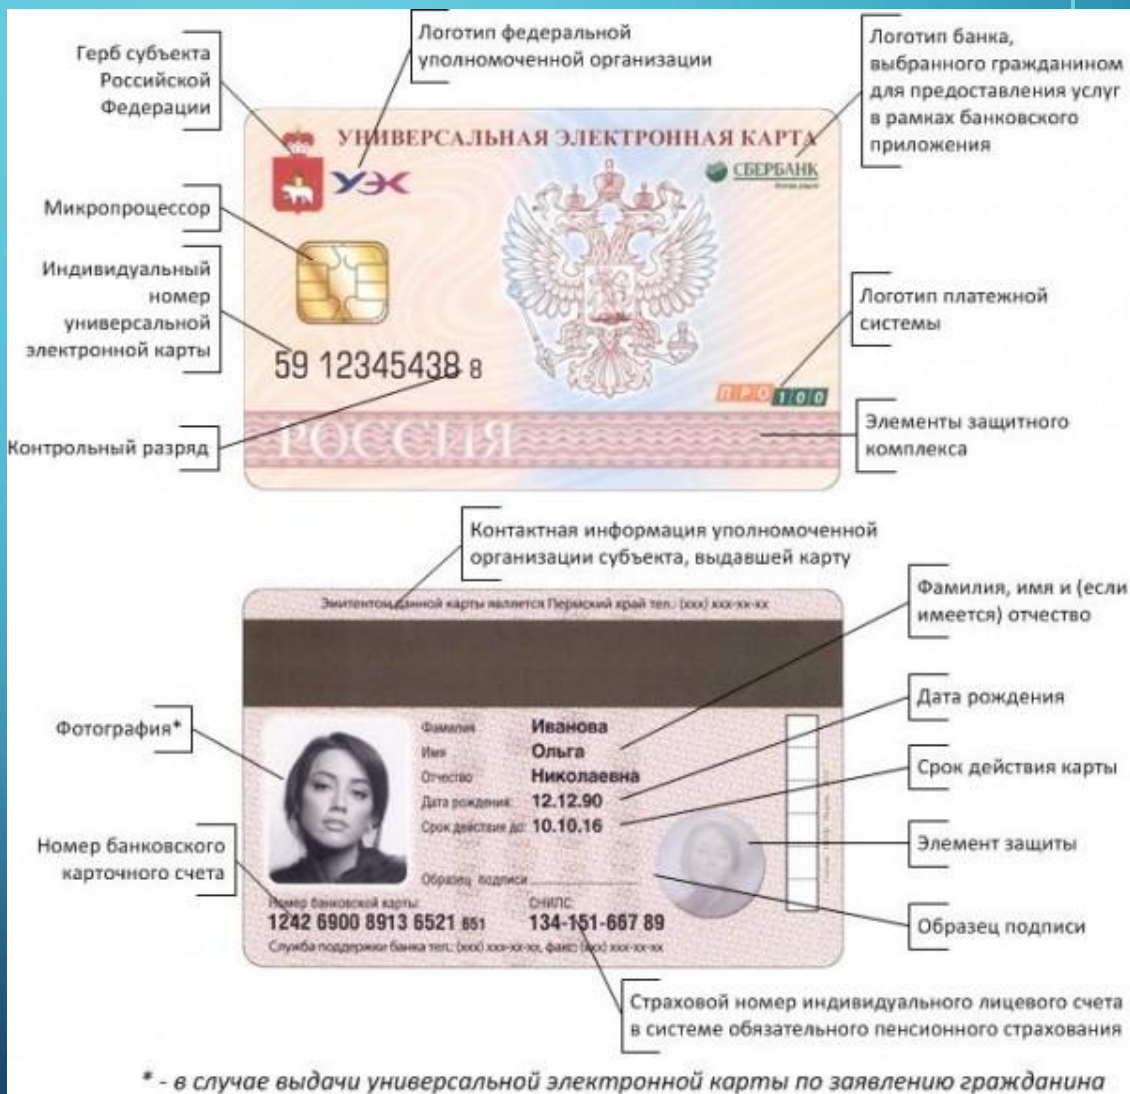 Герб субъекта
Российской
Федерации
Логотип федеральной
уполномоченной организации
Логотип банка,
выбранного гражданином
для предоставления услуг
в рамках банковского
приложения
УНИВЕРСАЛЬНАЯ ЭЛЕКТРОННАЯ КАРТА
УЭК
СБЕРБАНК
Микропроцессор
Индивидуальный
номер
универсальной
электронной карты
Логотип платежной
системы
59 12345438 8
ПРО100
Контрольный разряд
РОССИЯ
Элементы защитного
комплекса
Контактная информация уполномоченной
организации субъекта, выдавшей карту
Эмитентом данной карты является Пермский край тел.: (xxx) xxx-xx-xx
Фамилия, имя и (если
имеется) отчество
Дата рождения
Фотография*
Фамилия Иванова
Имя Ольга
Отчество Николаевна
Дата рождения: 12.12.90
Срок действия до: 10.10.16
Срок действия карты
Элемент защиты
Номер банковского
карточного счета
Образец подписи
Номер банковской карты: СНИЛС:
1242 6900 8913 6521 651 134-151-667 89
Служба поддержки банка тел.: (xxx) xxx-xx-xx, факс: (xxx) xxx-xx-xx
Образец подписи
Страховой номер индивидуального лицевого счета
в системе обязательного пенсионного страхования
* - в случае выдачи универсальной электронной карты по заявлению гражданина